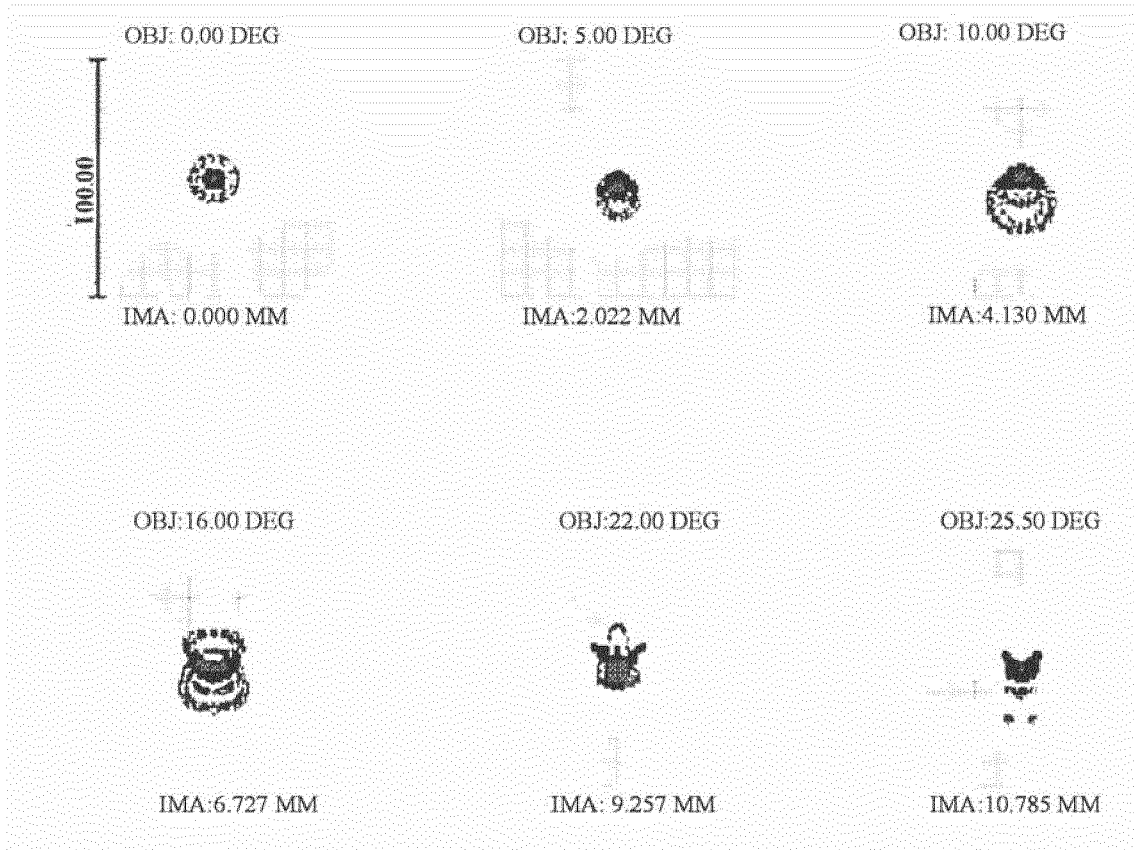 OBJ: 0.00 DEG
OBJ: 5.00 DEG
OBJ: 10.00 DEG
100.00
IMA: 0.000 MM
IMA:2.022 MM
IMA:4.130 MM
OBJ:16.00 DEG
OBJ:22.00 DEG
OBJ:25.50 DEG
IMA:6.727 MM
IMA: 9.257 MM
IMA:10.785 MM